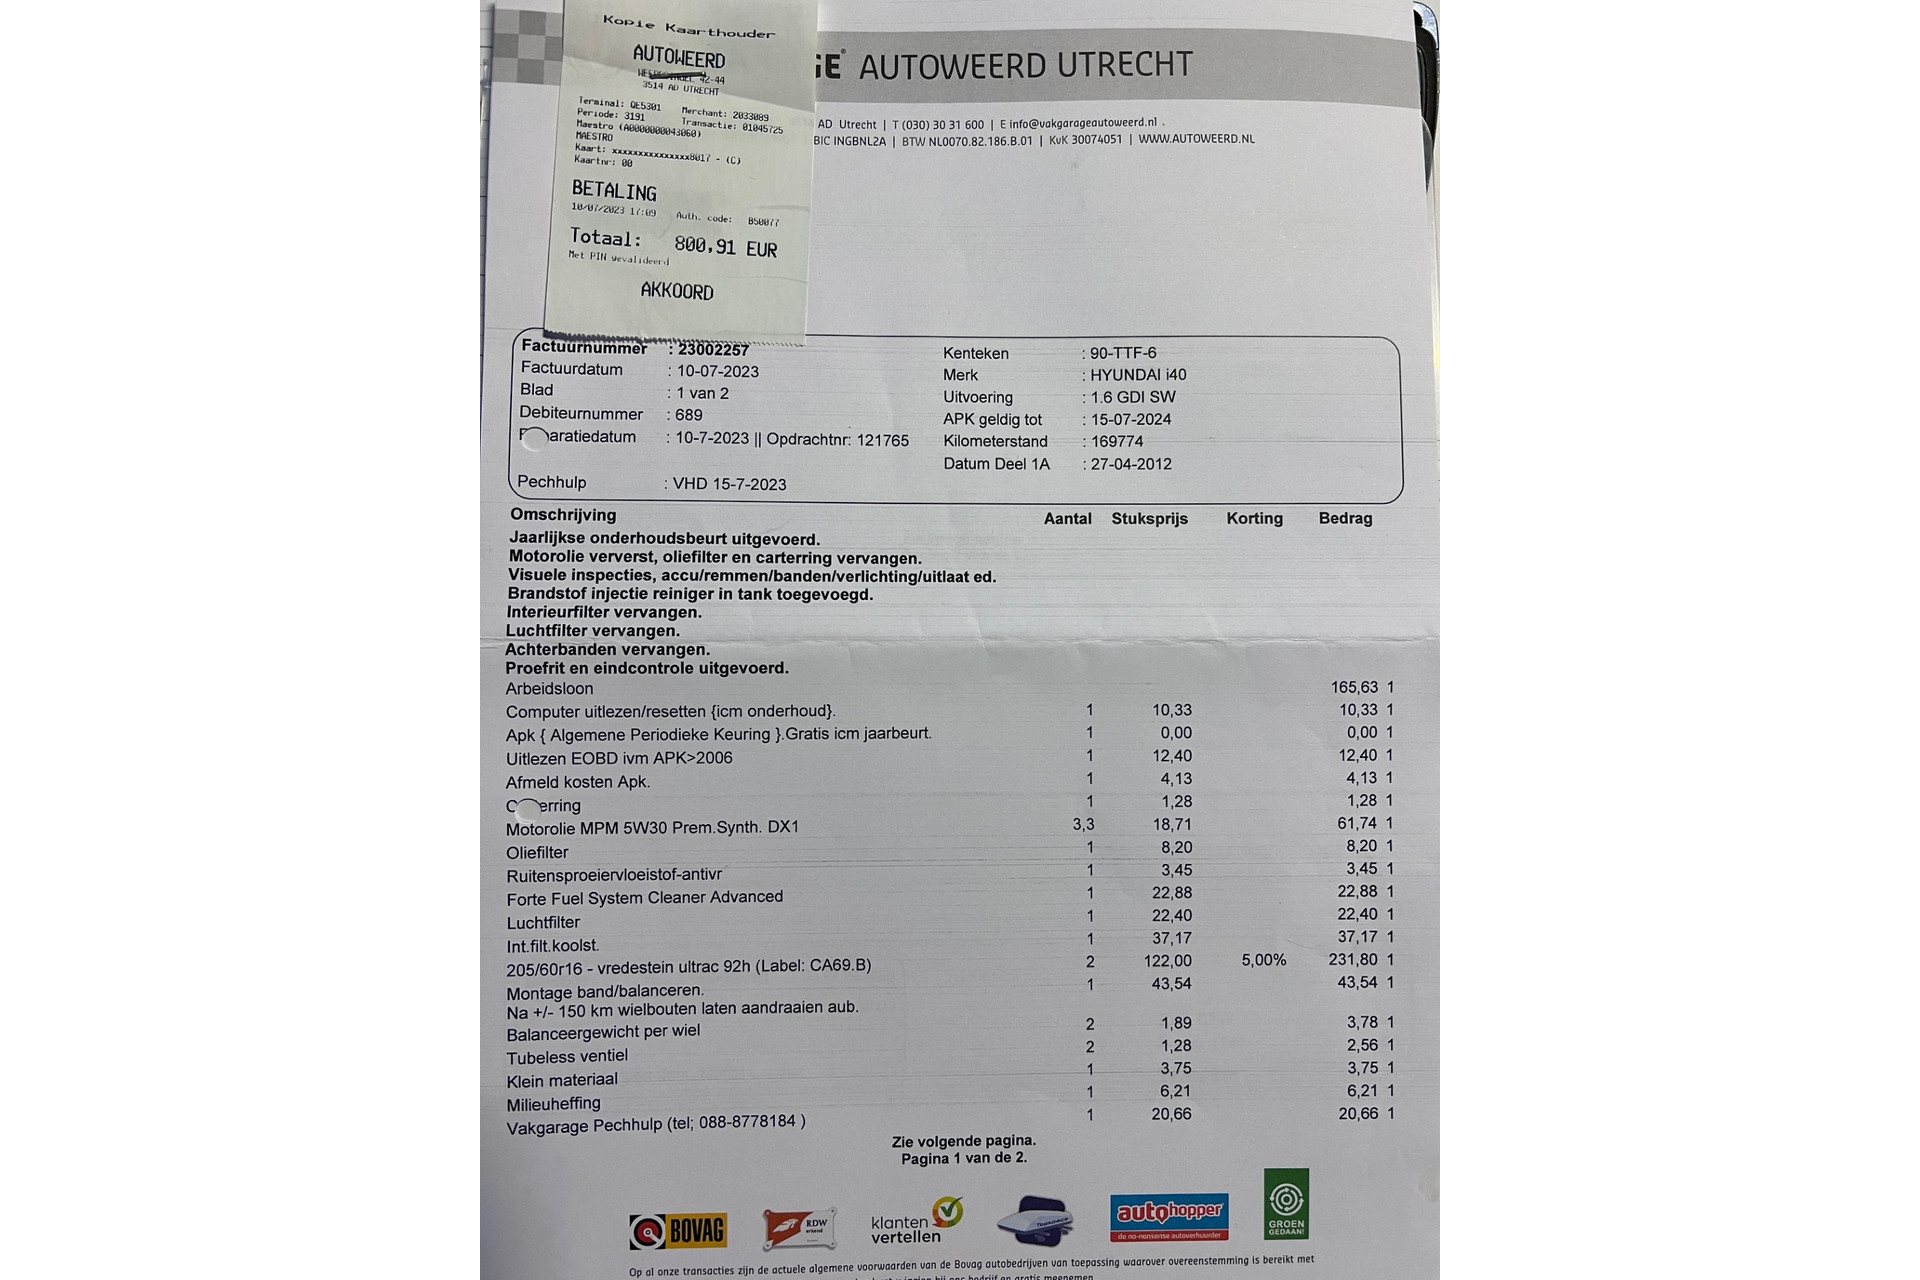 Kopie Kaarthouder
AUTOWEERD
42-44
3514 AD UTRECHT
Terminal: QE5301 Merchant: 2033089
Periode: 3191 Transactie: 01045725
Maestro (A0000000043060)
MAESTRO
Kaart: xxxxxxxxxxxxxxx8017 - (C)
Kaartnr: 00
BETALING
10/07/2023 17:09 Auth. code: B50077
Totaal: 800,91 EUR
Met PIN gevalideerd
AKKOORD
GE® AUTOWEERD UTRECHT
AD Utrecht | T (030) 30 31 600 | E info@vakgarageautoweerd.nl
BIC INGBNL2A | BTW NL0070.82.186.B.01 | KvK 30074051 | WWW.AUTOWEERD.NL
Factuurnummer : 23002257
Factuurdatum : 10-07-2023
Blad : 1 van 2
Debiteurnummer : 689
aratiedatum : 10-7-2023 || Opdrachtnr: 121765
Pechhulp : VHD 15-7-2023
Kenteken : 90-TTF-6
Merk : HYUNDAI i40
Uitvoering : 1.6 GDI SW
APK geldig tot : 15-07-2024
Kilometerstand : 169774
Datum Deel 1A : 27-04-2012
Omschrijving Aantal Stuksprijs Korting Bedrag
Jaarlijkse onderhoudsbeurt uitgevoerd.
Motorolie ververst, oliefilter en carterring vervangen.
Visuele inspecties, accu/remmen/banden/verlichting/uitlaat ed.
Brandstof injectie reiniger in tank toegevoegd.
Interieurfilter vervangen.
Luchtfilter vervangen.
Achterbanden vervangen.
Proefrit en eindcontrole uitgevoerd.
Arbeidsloon 165,63 1
Computer uitlezen/resetten {icm onderhoud}. 1 10,33 10,33 1
Apk { Algemene Periodieke Keuring }.Gratis icm jaarbeurt. 1 0,00 0,00 1
Uitlezen EOBD ivm APK>2006 1 12,40 12,40 1
Afmeld kosten Apk. 1 4,13 4,13 1
C erring 1 1,28 1,28 1
Motorolie MPM 5W30 Prem.Synth. DX1 3,3 18,71 61,74 1
Oliefilter 1 8,20 8,20 1
Ruitensproeiervloeistof-antivr 1 3,45 3,45 1
Forte Fuel System Cleaner Advanced 1 22,88 22,88 1
Luchtfilter 1 22,40 22,40 1
Int.filt.koolst. 1 37,17 37,17 1
205/60r16 - vredestein ultrac 92h (Label: CA69.B) 2 122,00 5,00% 231,80 1
Montage band/balanceren. 1 43,54 43,54 1
Na +/- 150 km wielbouten laten aandraaien aub.
Balanceergewicht per wiel 2 1,89 3,78 1
Tubeless ventiel 2 1,28 2,56 1
Klein materiaal 1 3,75 3,75 1
Milieuheffing 1 6,21 6,21 1
Vakgarage Pechhulp (tel; 088-8778184 ) 1 20,66 20,66 1
Zie volgende pagina.
Pagina 1 van de 2.
BOVAG
RDW
erkend
klanten
vertellen
autohopper
de no-nonsense autoverhuurder
GROEN
GEDAAN!
Op al onze transacties zijn de actuele algemene voorwaarden van de Bovag autobedrijven van toepassing waarover overeenstemming is bereikt met